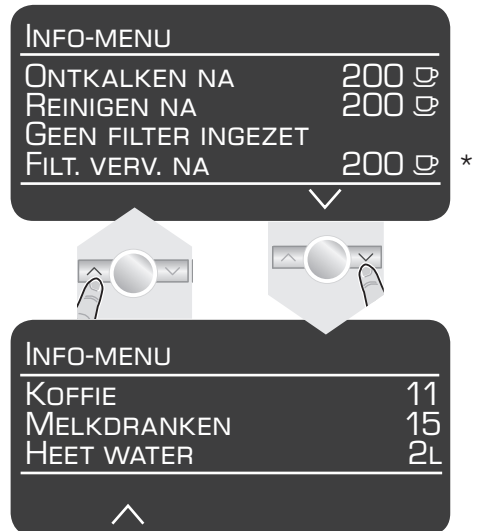 INFO-MENU
ONTKALKEN NA 200
REINIGEN NA 200
GEEN FILTER INGEZET
FILT. VERV. NA 200 *
INFO-MENU
KOFFIE 11
MELKDRANKEN 15
HEET WATER 2L